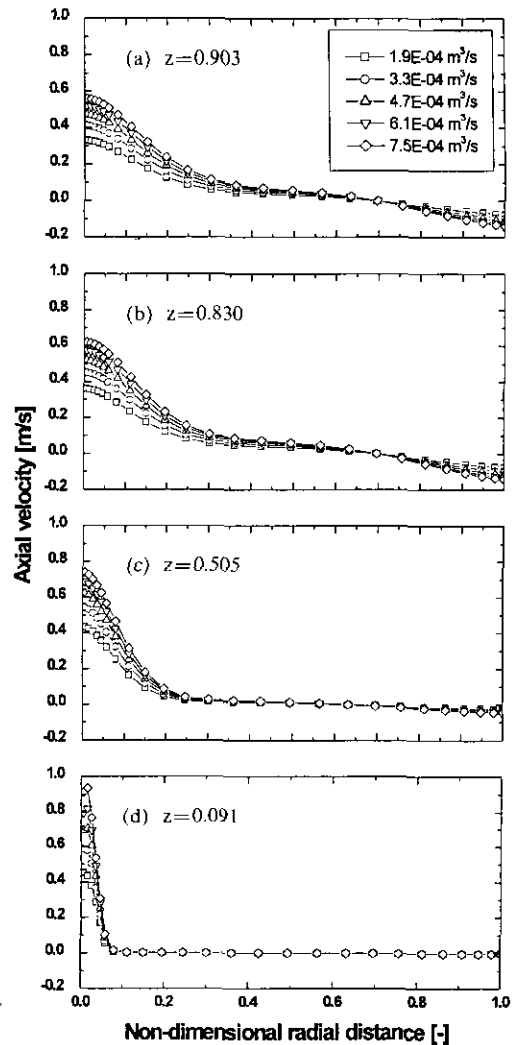 1.0
0.8
0.6
0.4
0.2
0.0
-0.2
(a) z=0.903
1.9E-04 m³/s
3.3E-04 m³/s
4.7E-04 m³/s
6.1E-04 m³/s
7.5E-04 m³/s
1.0
0.8
0.6
0.4
0.2
0.0
-0.2
(b) z=0.830
Axial velocity [m/s]
1.0
0.8
0.6
0.4
0.2
0.0
-0.2
(c) z=0.505
1.0
0.8
0.6
0.4
0.2
0.0
-0.2
(d) z=0.091
0.0 0.2 0.4 0.6 0.8 1.0
Non-dimensional radial distance [-]